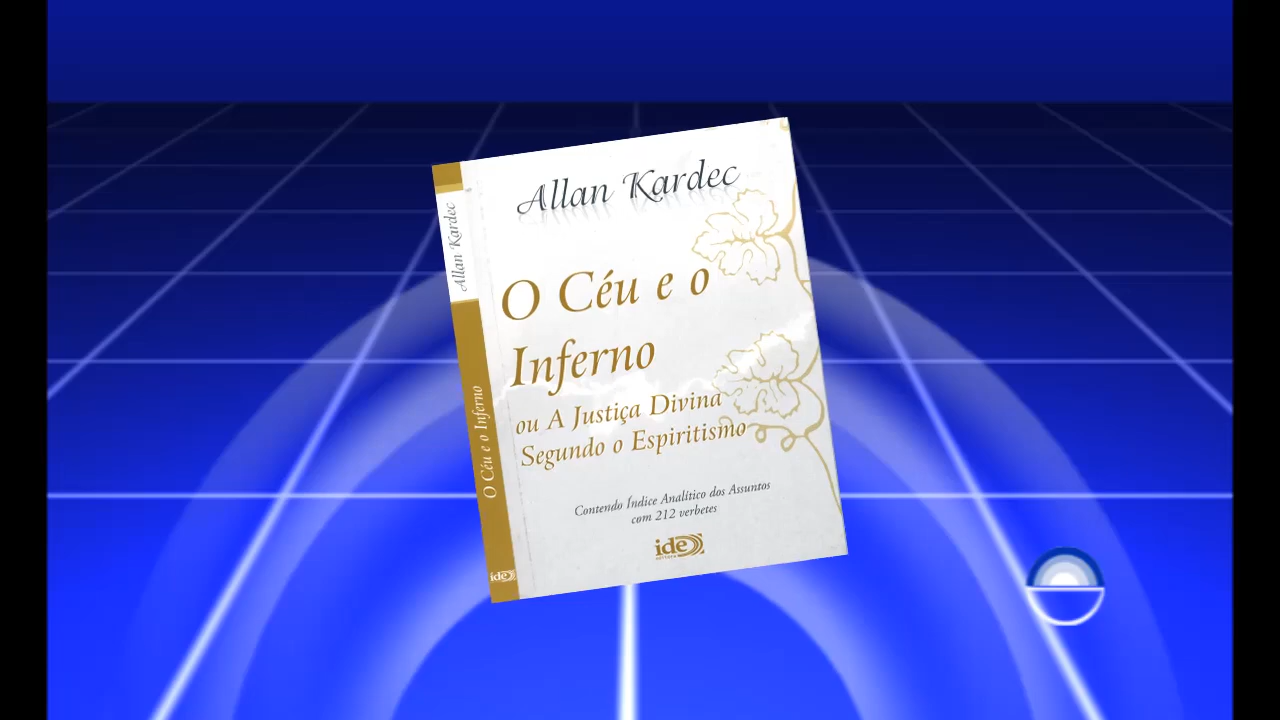 Allan Kardec
O Céu e o
Inferno
ou A Justiça Divina
Segundo o Espiritismo
Contendo Índice Analítico dos Assuntos
com 212 verbetes
ide
Allan Kardec
O Céu e o Inferno
ide